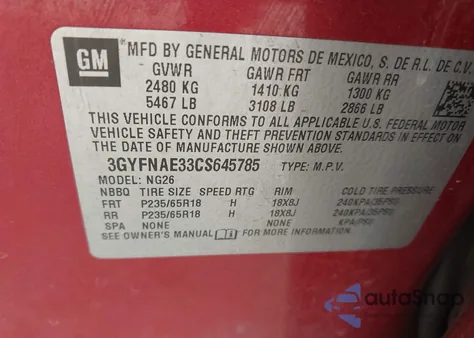 GM
MFD BY GENERAL MOTORS DE MEXICO, S. DE R.L. DE C.V.
GVWR GAWR FRT GAWR RR
2480 KG 1410 KG 1300 KG
5467 LB 3108 LB 2866 LB
THIS VEHICLE CONFORMS TO ALL APPLICABLE U.S. FEDERAL MOTOR
VEHICLE SAFETY AND THEFT PREVENTION STANDARDS IN EFFECT ON
THE DATE OF MANUFACTURE SHOWN ABOVE.
3GYFNAE33CS645785 TYPE: M.P.V.
MODEL: NG26
NBBQ TIRE SIZE SPEED RTG RIM COLD TIRE PRESSURE
FRT P235/65R18 H 18X8J 240KPA(35PSI)
RR P235/65R18 H 18X8J 240KPA(35PSI)
SPA NONE NONE KPA(PSI)
SEE OWNER'S MANUAL FOR MORE INFORMATION.
autoSnap